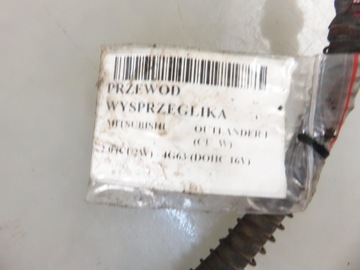 PRZEWOD
WYSPRZEGLIKA
MITSUBISHI OUTLANDER I
(CU_W)
4G63 (DOHC 16V)